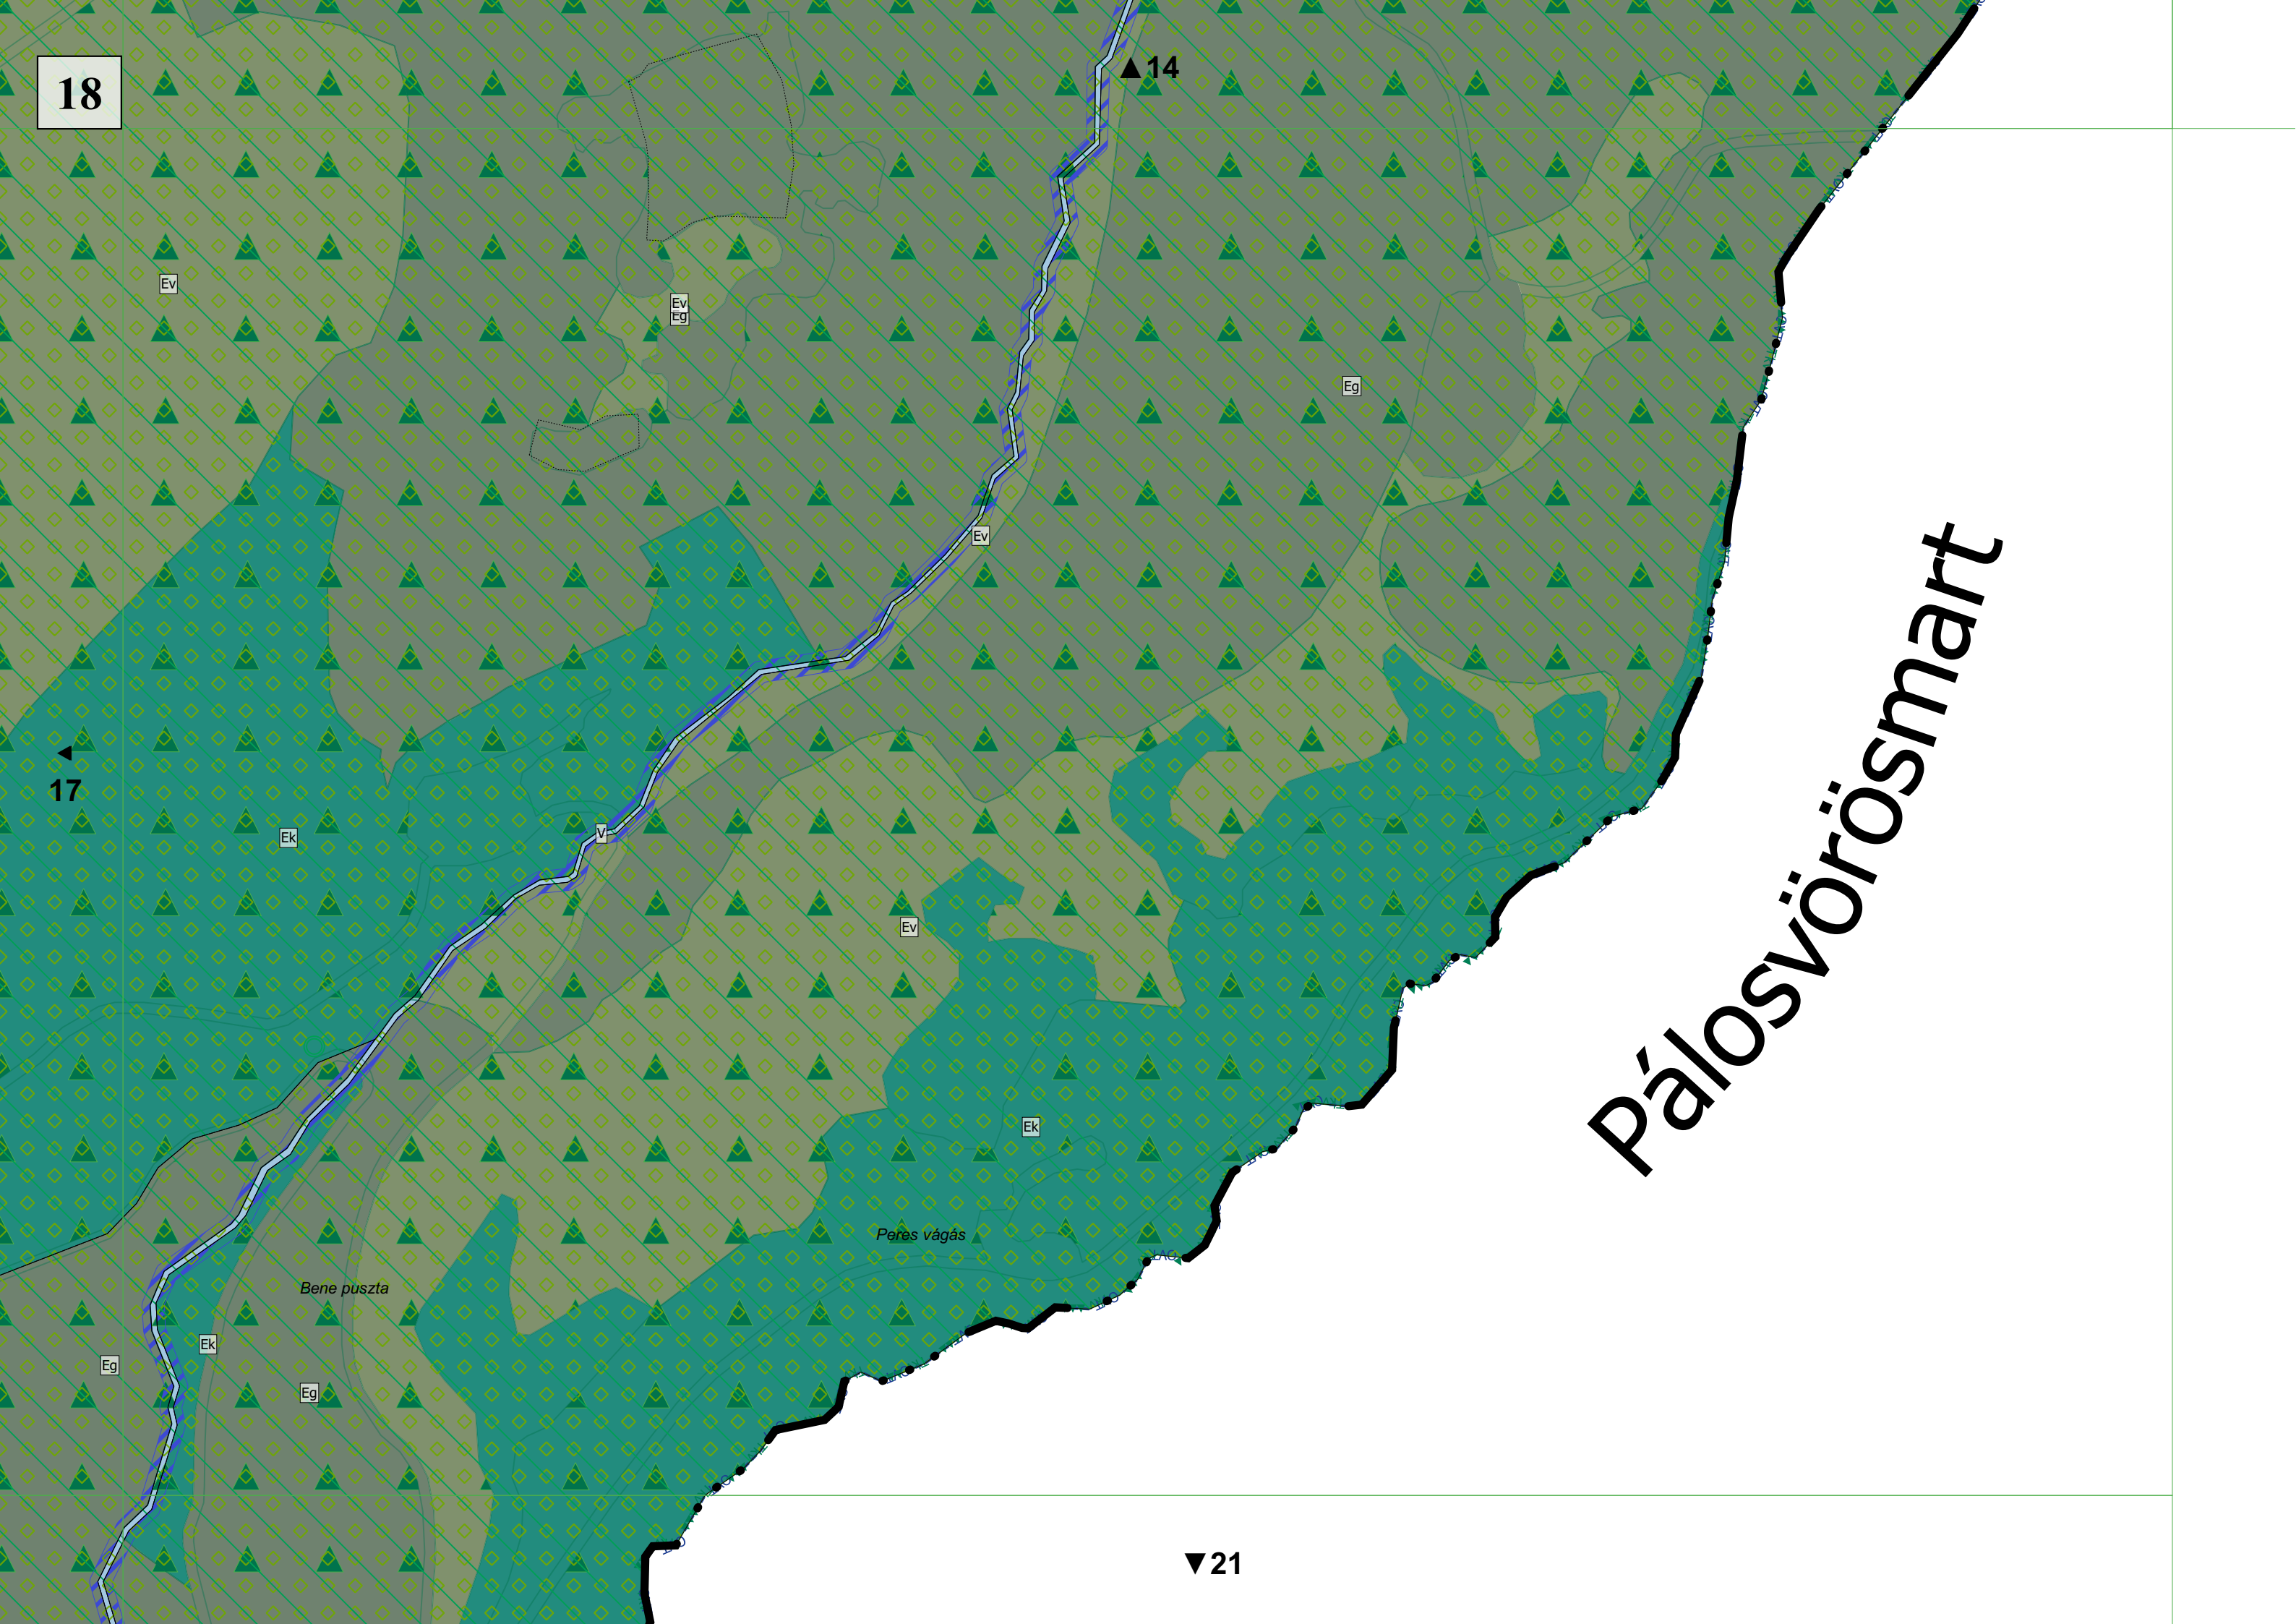 18
▲14
Ev
Ev
Eg
Eg
Ev
Pálosvörösmart
◄
17
Ek
V
Ev
Ek
Peres vágás
Bene puszta
Ek
Eg
Eg
▼21